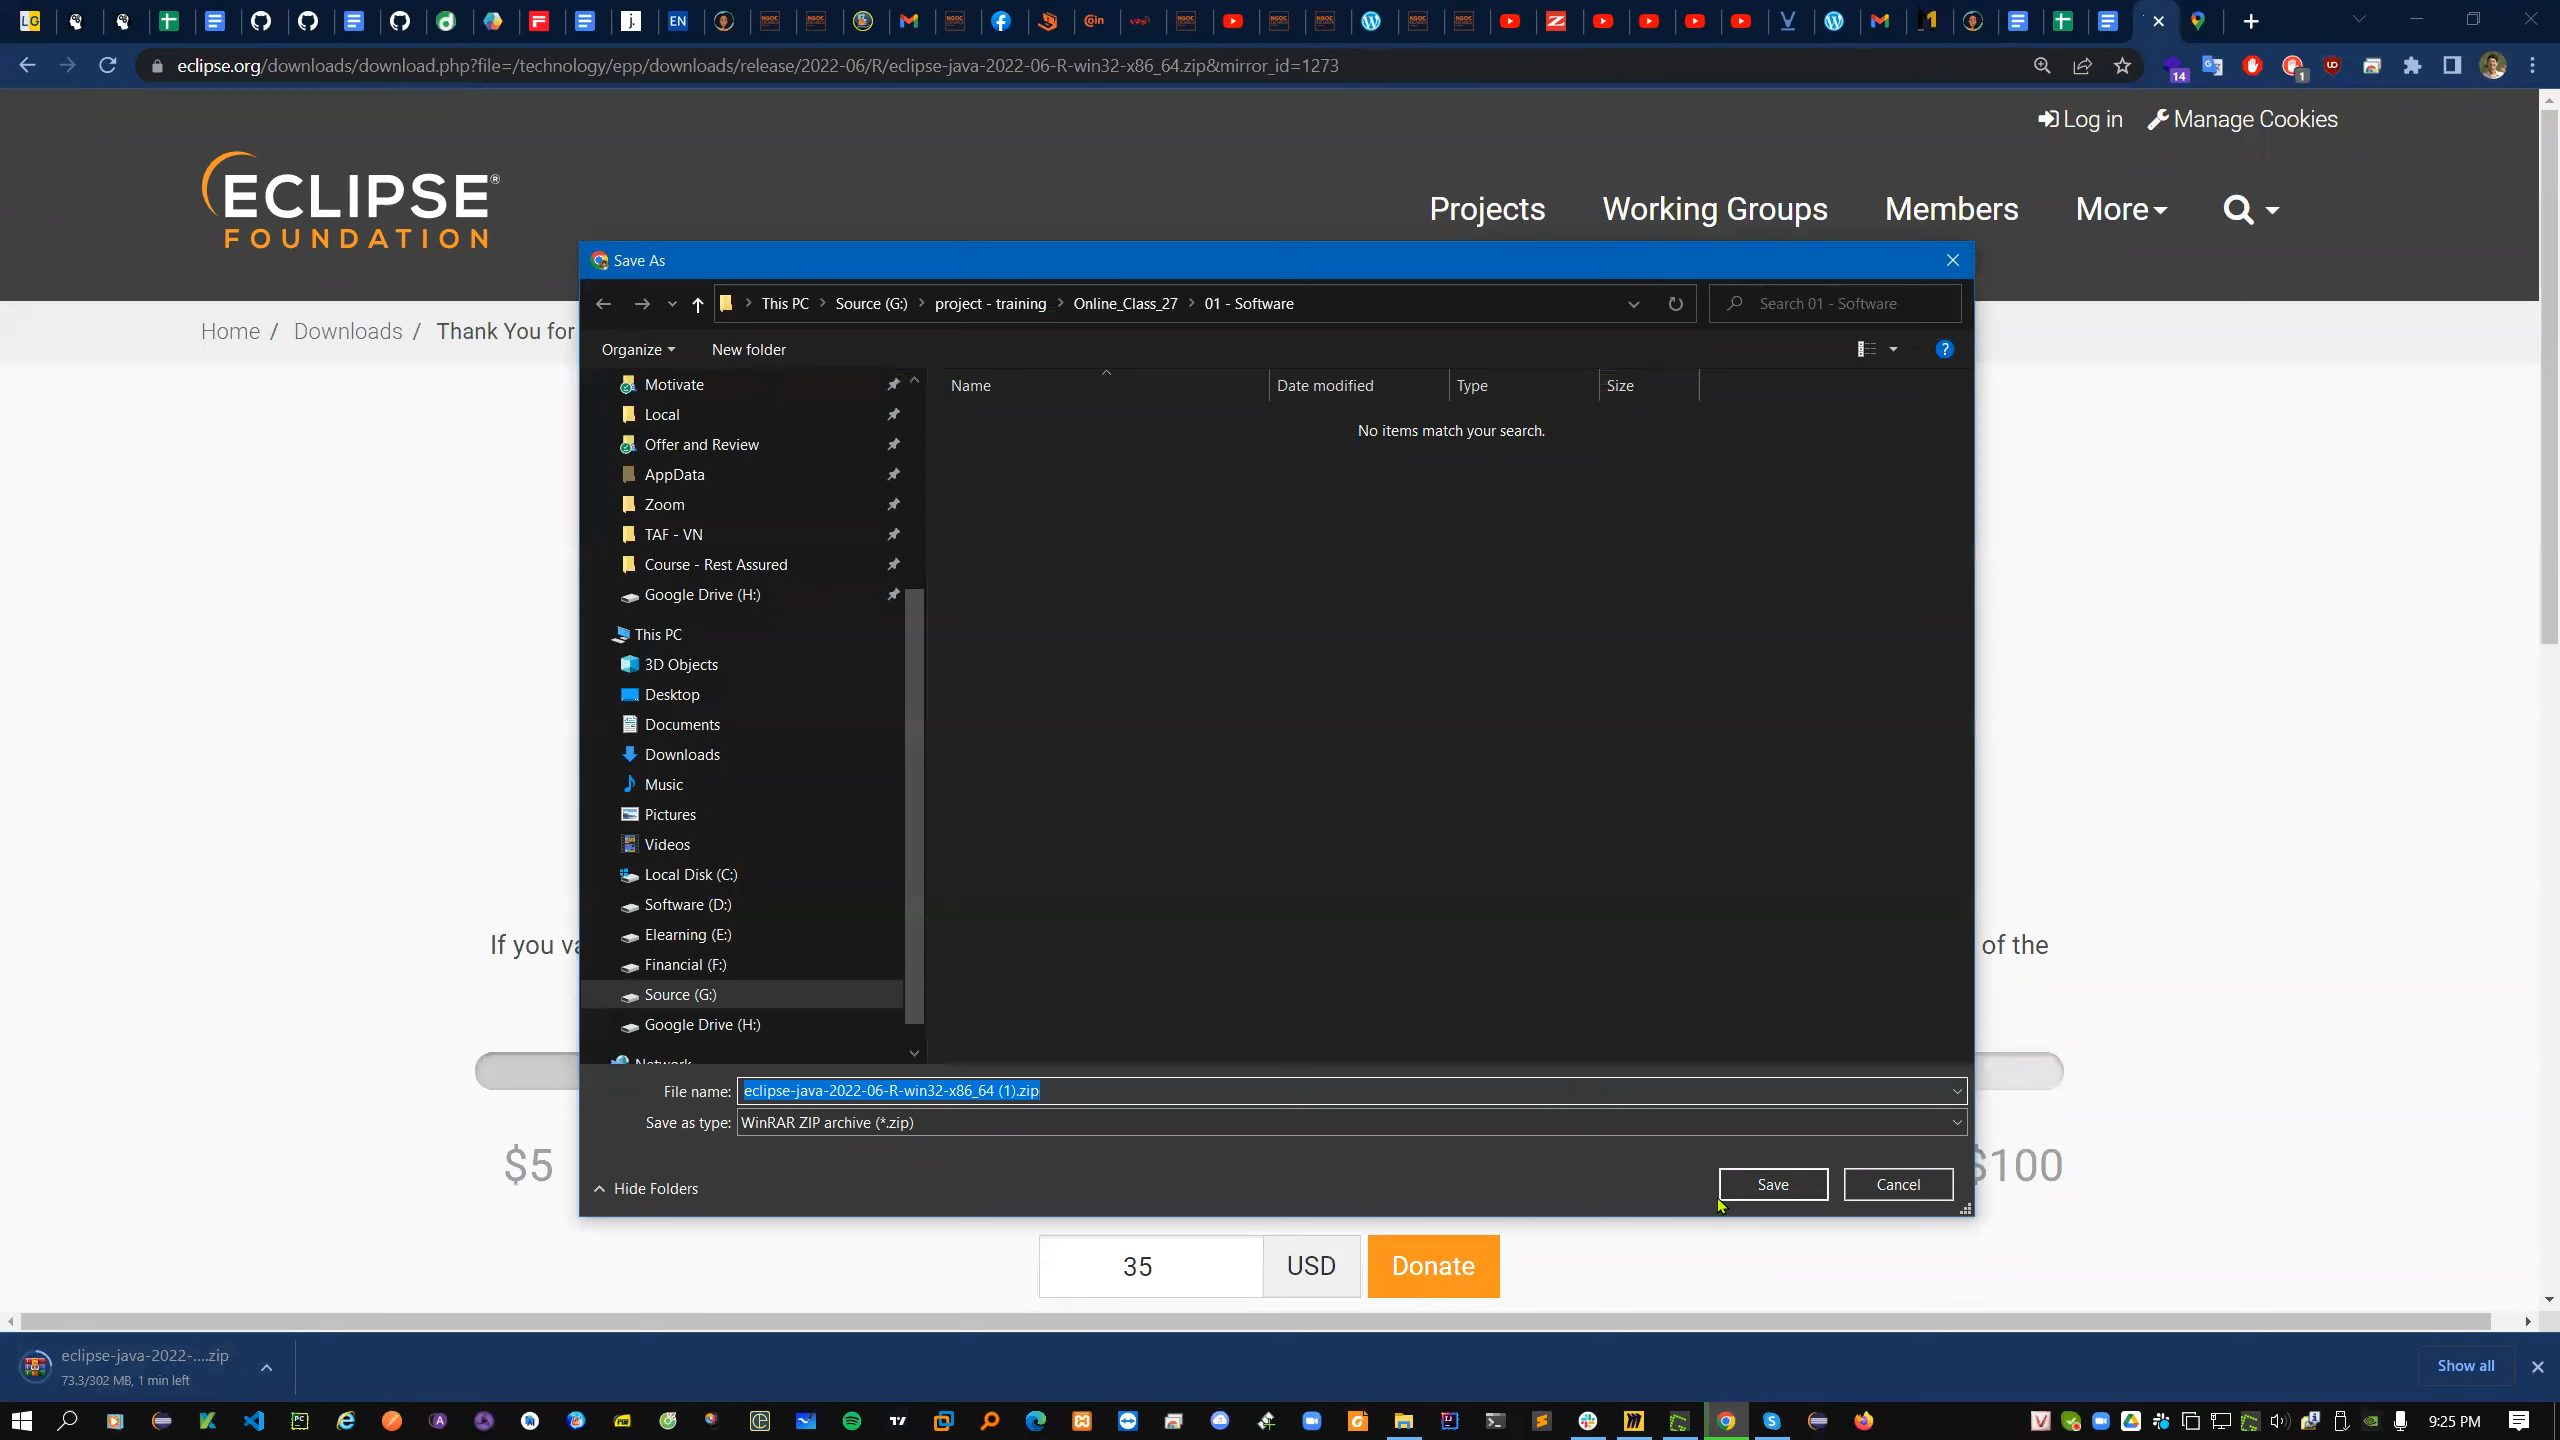 eclipse.org/downloads/download.php?file=/technology/epp/downloads/release/2022-06/R/eclipse-java-2022-06-R-win32-x86_64.zip&mirror_id=1273
Log in Manage Cookies
ECLIPSE®
FOUNDATION
Projects Working Groups Members More
Save As
This PC > Source (G:) > project - training > Online_Class_27 > 01 - Software
Search 01 - Software
Home / Downloads / Thank You for
Organize New folder
Name Date modified Type Size
No items match your search.
Motivate
Local
Offer and Review
AppData
Zoom
TAF - VN
Course - Rest Assured
Google Drive (H:)
This PC
3D Objects
Desktop
Documents
Downloads
Music
Pictures
Videos
Local Disk (C:)
Software (D:)
Elearning (E:)
Financial (F:)
Source (G:)
Google Drive (H:)
Network
If you va
of the
File name: eclipse-java-2022-06-R-win32-x86_64 (1).zip
Save as type: WinRAR ZIP archive (*.zip)
$5
$100
Hide Folders
Save Cancel
35 USD Donate
eclipse-java-2022-....zip
73.3/302 MB, 1 min left
Show all
9:25 PM